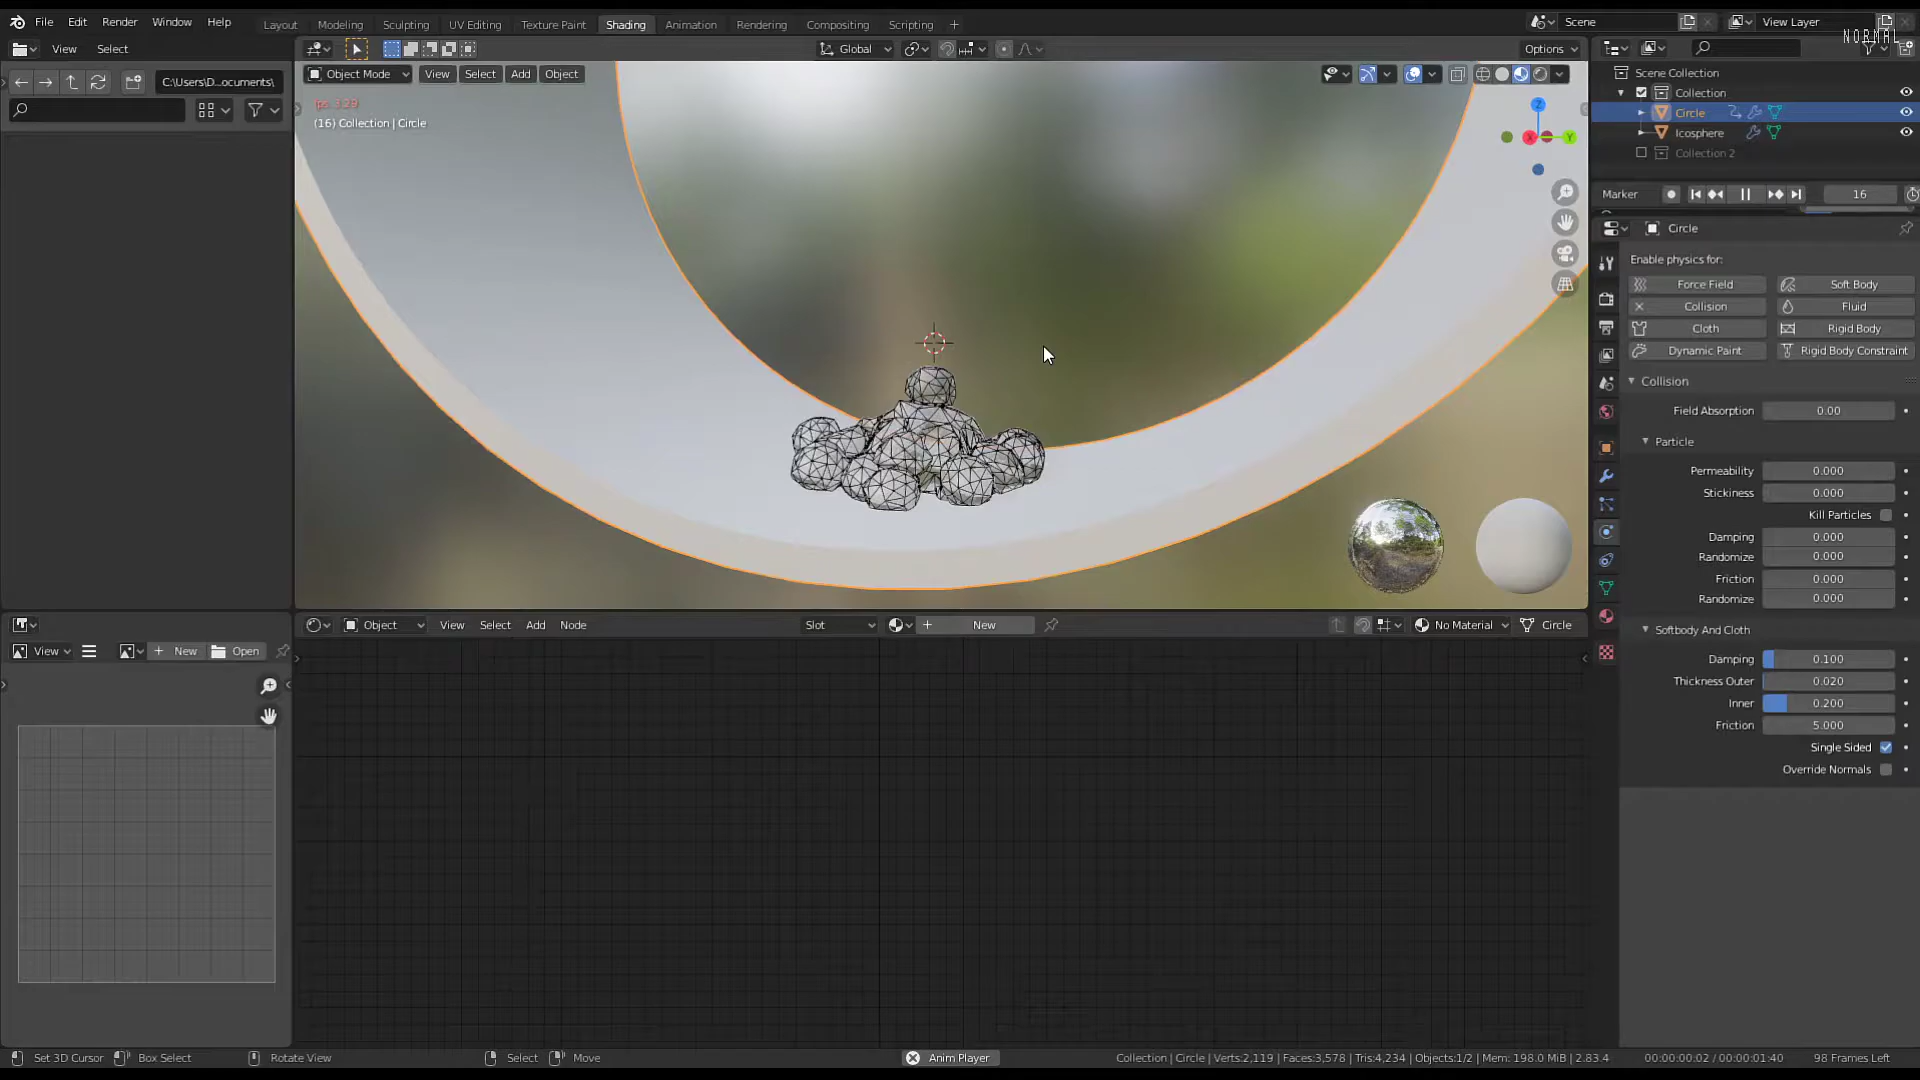 File Edit Render Window Help
Layout Modeling Sculpting UV Editing Texture Paint Shading Animation Rendering Compositing Scripting +
Scene View Layer
NORMAL
View Select
Global Options
C:\Users\D...ocuments\
Object Mode View Select Add Object
fps: 3.29
(16) Collection | Circle
Z
X
Y
Scene Collection
Collection
Circle
Icosphere
Collection 2
Marker 16
Circle
Enable physics for:
Force Field Soft Body
Collision Fluid
Cloth Rigid Body
Dynamic Paint Rigid Body Constraint
Collision
Field Absorption 0.00
Particle
Permeability 0.000
Stickiness 0.000
Kill Particles
Damping 0.000
Randomize 0.000
Friction 0.000
Randomize 0.000
Softbody And Cloth
Damping 0.100
Thickness Outer 0.020
Inner 0.200
Friction 5.000
Single Sided
Override Normals
Object View Select Add Node Slot New No Material Circle
View New Open
Set 3D Cursor Box Select Rotate View Select Move Anim Player Collection | Circle | Verts:2,119 | Faces:3,578 | Tris:4,234 | Objects:1/2 | Mem: 198.0 MiB | 2.83.4 00:00:00:02 / 00:00:01:40 98 Frames Left